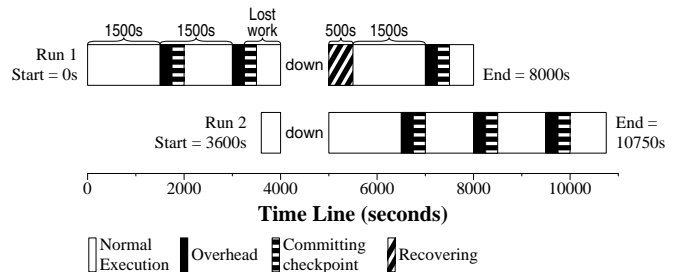 Lost
work
1500s 1500s 500s 1500s
Run 1
Start = 0s
down
End = 8000s
Run 2
Start = 3600s
down
End =
10750s
0 2000 4000 6000 8000 10000
Time Line (seconds)
Normal
Execution
Overhead
Committing
checkpoint
Recovering